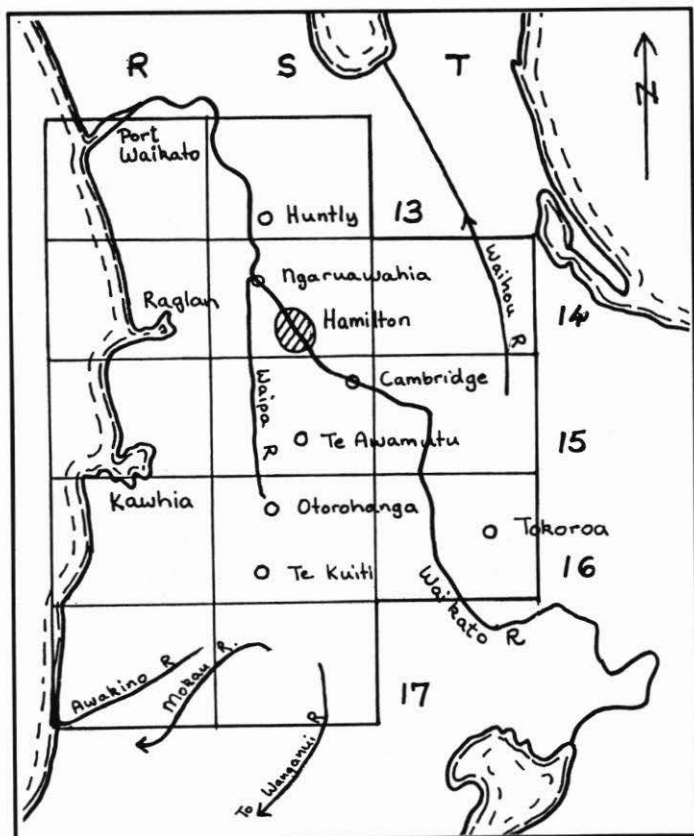 R S T
N
Port
Waikato
Huntly
13
Ngaruawahia
Raglan
Hamilton
14
Waihou R
Cambridge
Waipa R
Te Awamutu
15
Kawhia
Otorohanga
Tokoroa
Te Kuiti
16
Waikato R
Awakino R
Mokau R.
17
To Wanganui R